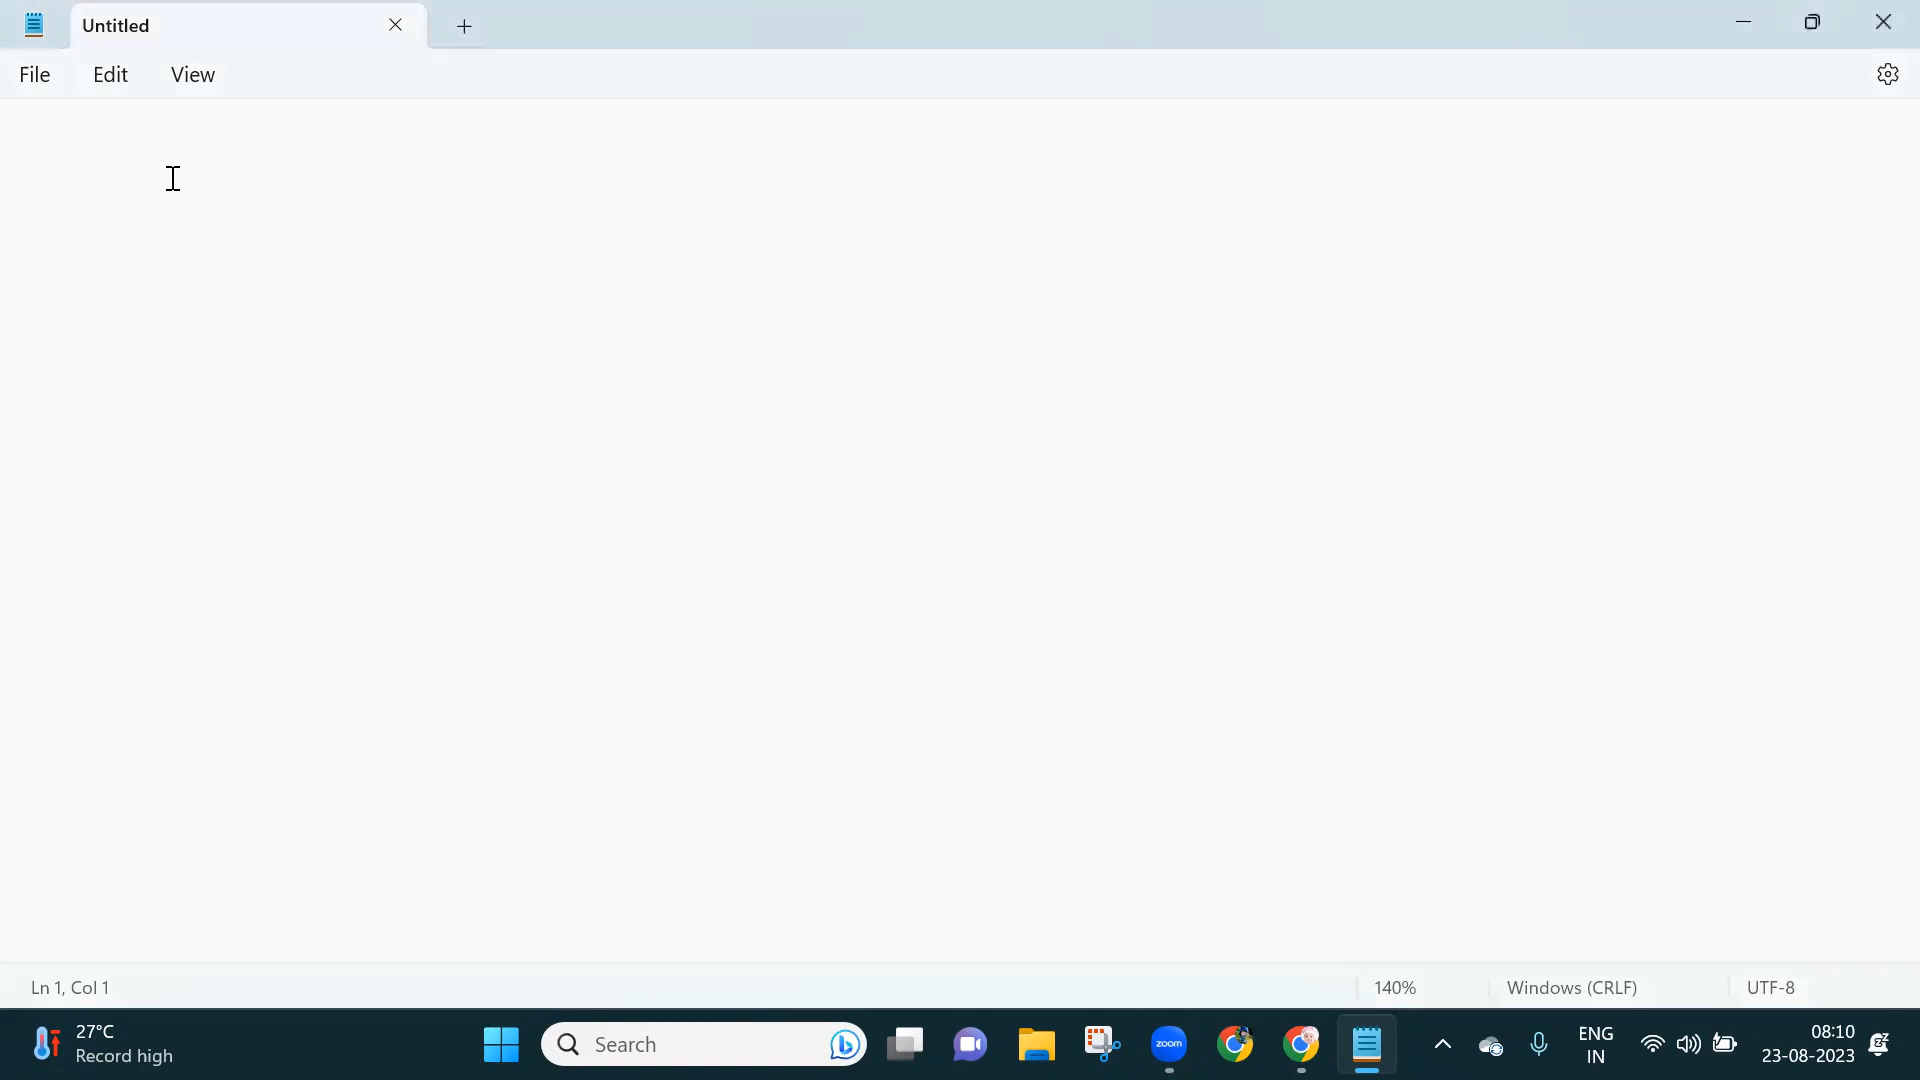 Untitled
File Edit View
Ln 1, Col 1 140% Windows (CRLF) UTF-8
27°C
Record high
Search
zoom
ENG
IN
08:10
23-08-2023